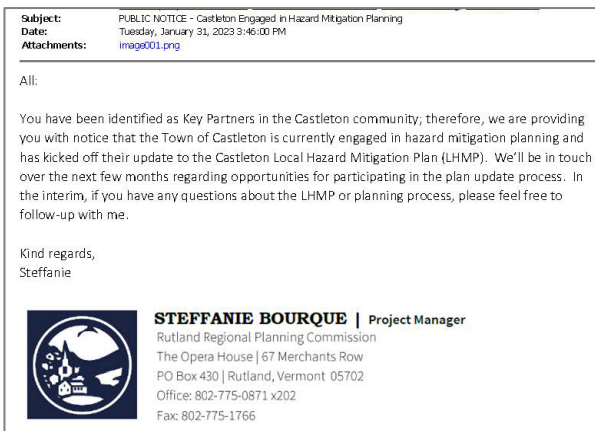 Subject: PUBLIC NOTICE - Castleton Engaged in Hazard Mitigation Planning
Date: Tuesday, January 31, 2023 3:46:00 PM
Attachments: image001.png
All:
You have been identified as Key Partners in the Castleton community; therefore, we are providing
you with notice that the Town of Castleton is currently engaged in hazard mitigation planning and
has kicked off their update to the Castleton Local Hazard Mitigation Plan (LHMP). We'll be in touch
over the next few months regarding opportunities for participating in the plan update process. In
the interim, if you have any questions about the LHMP or planning process, please feel free to
follow-up with me.
Kind regards,
Steffanie
STEFFANIE BOURQUE | Project Manager
Rutland Regional Planning Commission
The Opera House | 67 Merchants Row
PO Box 430 | Rutland, Vermont 05702
Office: 802-775-0871 x202
Fax: 802-775-1766